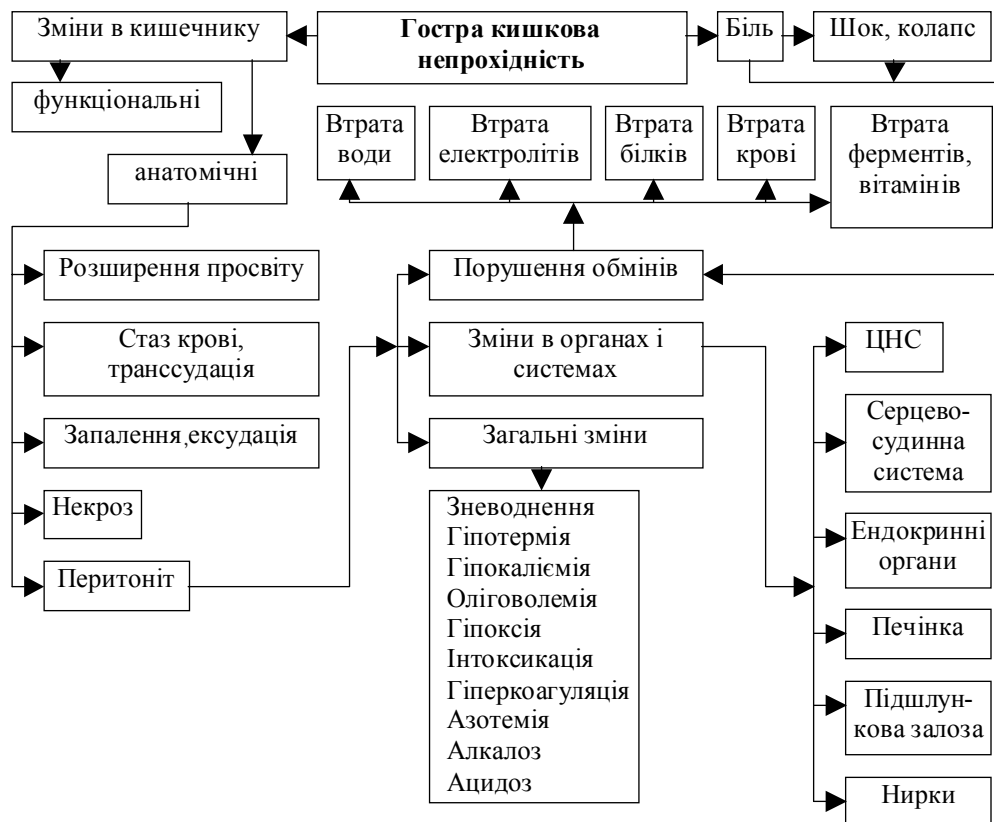 Зміни в кишечнику
Гостра кишкова
непрохідність
Біль
Шок, колапс
функціональні
анатомічні
Втрата
води
Втрата
електролітів
Втрата
білків
Втрата
крові
Втрата
ферментів,
вітамінів
Розширення просвіту
Стаз крові,
транссудація
Запалення,ексудація
Некроз
Перитоніт
Порушення обмінів
Зміни в органах і
системах
Загальні зміни
Зневоднення
Гіпотермія
Гіпокаліємія
Оліговолемія
Гіпоксія
Інтоксикація
Гіперкоагуляція
Азотемія
Алкалоз
Ацидоз
ЦНС
Серцево-
судинна
система
Ендокринні
органи
Печінка
Підшлун-
кова залоза
Нирки